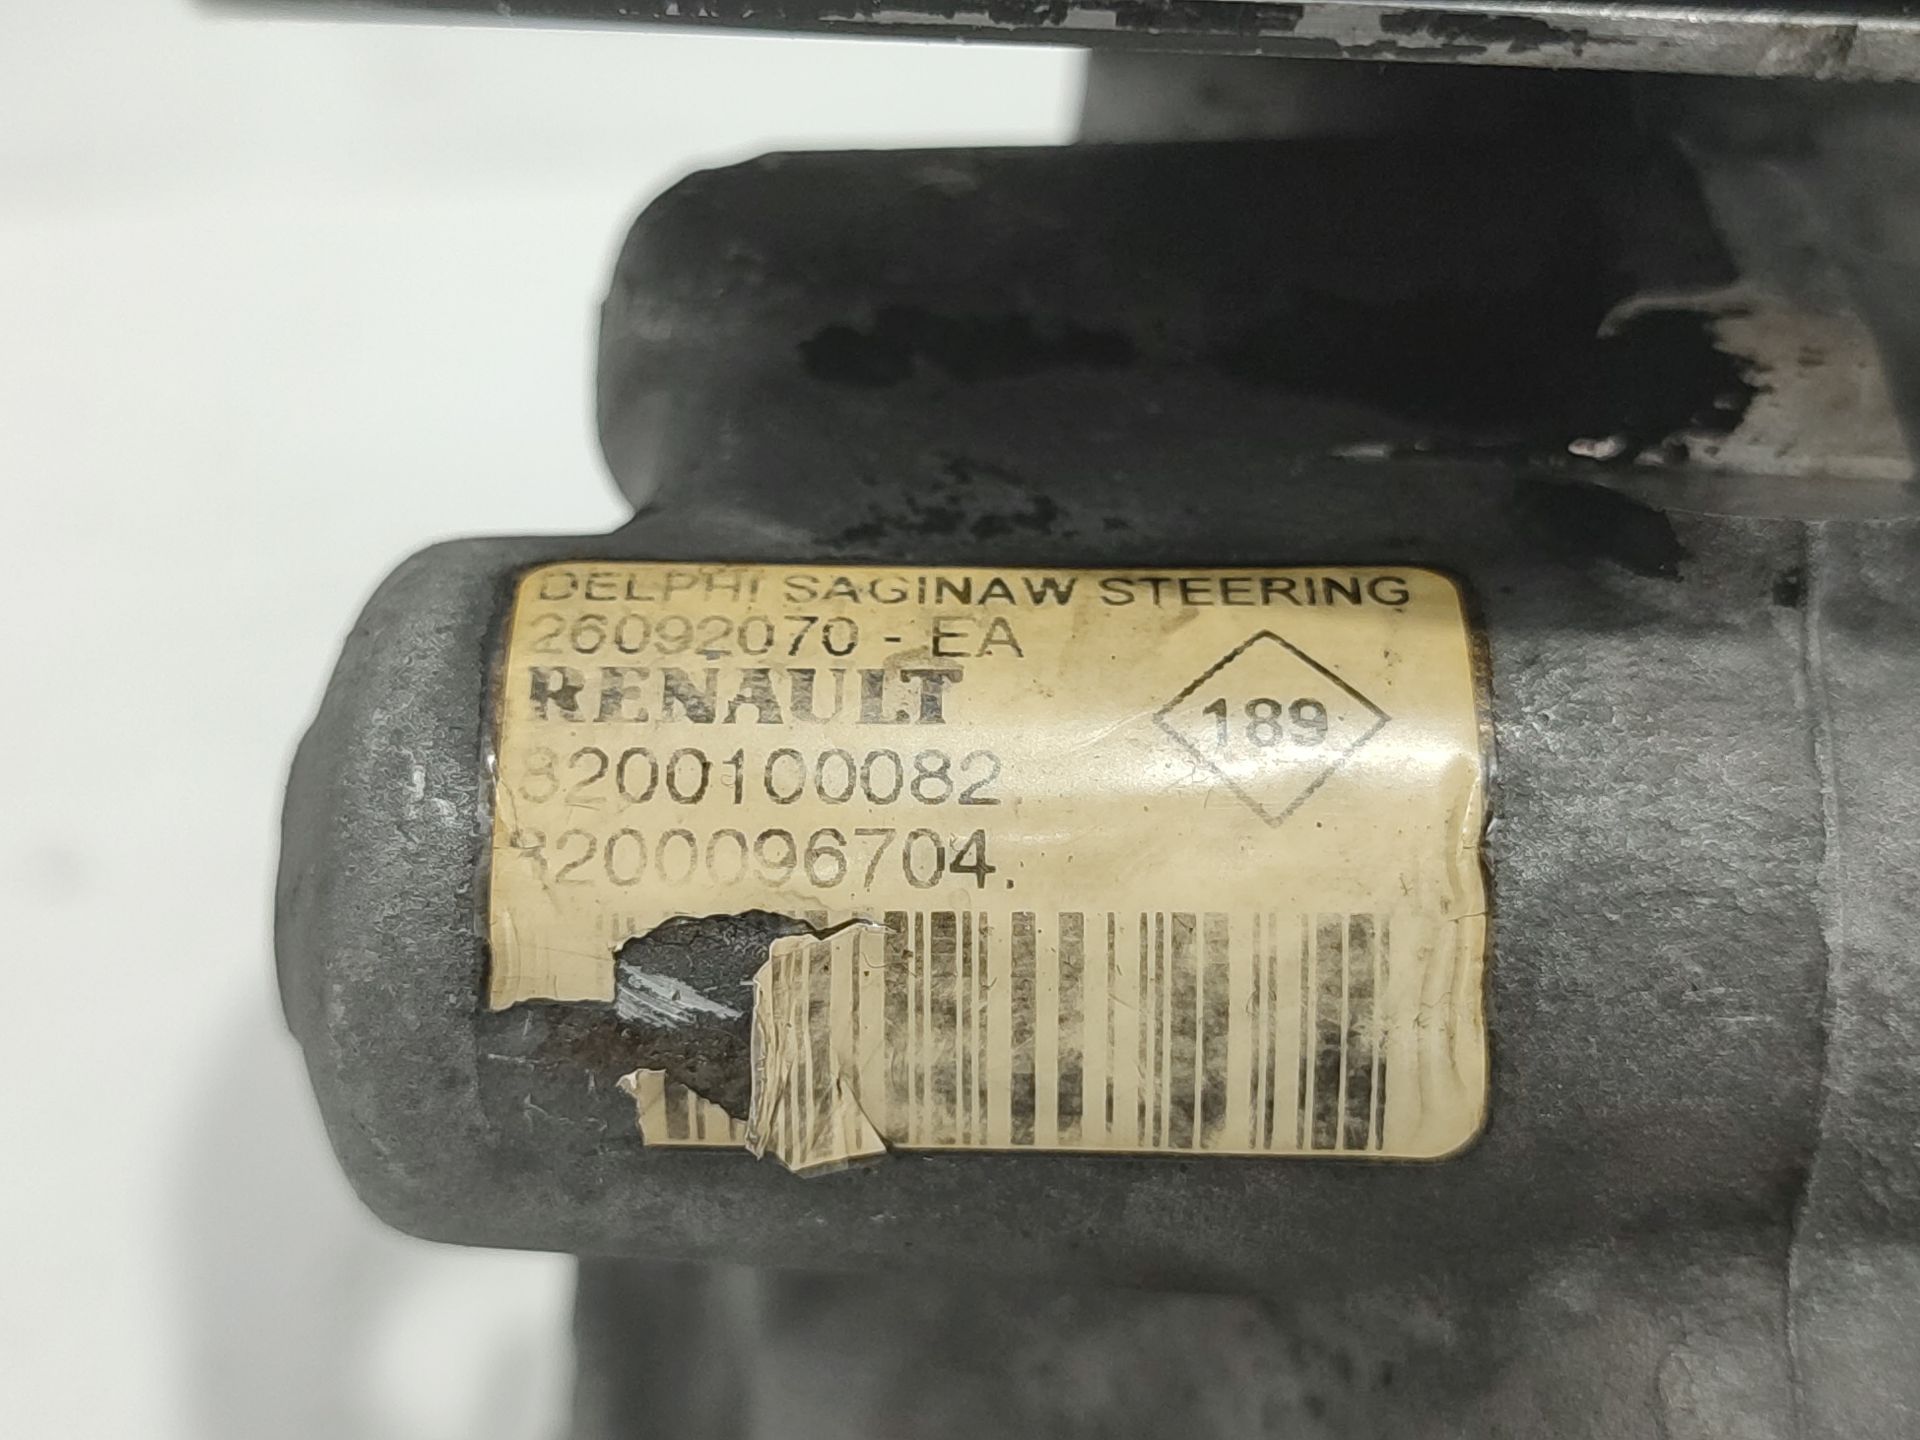 DELPHI SAGINAW STEERING
26092070 - EA
RENAULT
189
8200100082
8200096704.